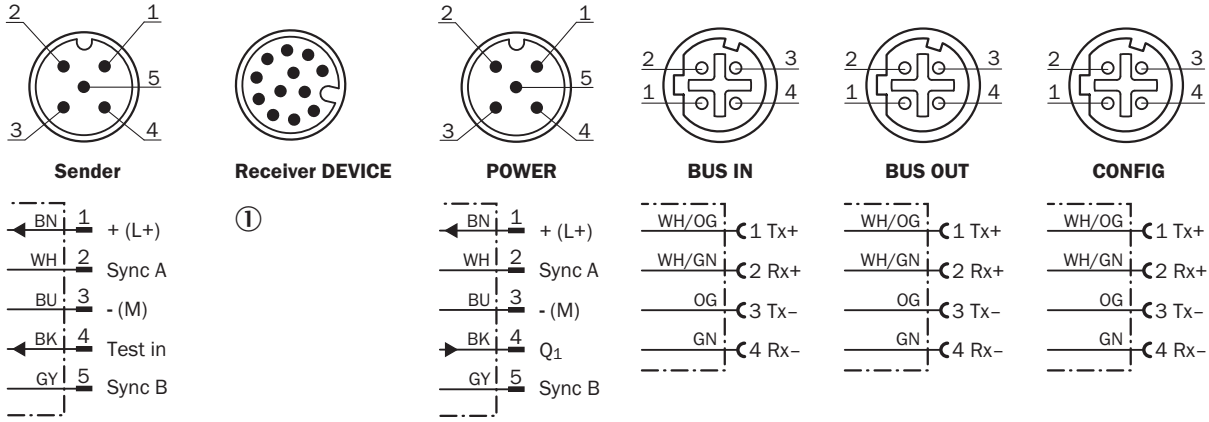 2 1
5
3 4
Sender
Receiver DEVICE
2 1
5
3 4
POWER
2 3
1 4
BUS IN
2 3
1 4
BUS OUT
2 3
1 4
CONFIG
BN 1 + (L+)
WH 2 Sync A
BU 3 - (M)
BK 4 Test in
GY 5 Sync B
①
BN 1 + (L+)
WH 2 Sync A
BU 3 - (M)
BK 4 Q₁
GY 5 Sync B
WH/OG 1 Tx+
WH/GN 2 Rx+
OG 3 Tx–
GN 4 Rx–
WH/OG 1 Tx+
WH/GN 2 Rx+
OG 3 Tx–
GN 4 Rx–
WH/OG 1 Tx+
WH/GN 2 Rx+
OG 3 Tx–
GN 4 Rx–